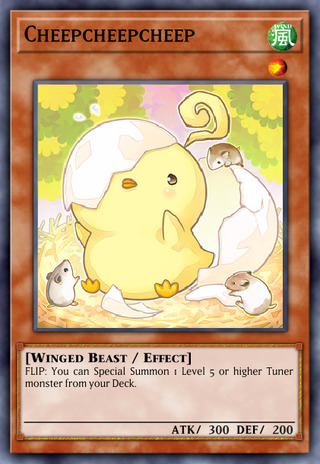 Cheepcheepcheep
WIND
風
[Winged Beast / Effect]
FLIP: You can Special Summon 1 Level 5 or higher Tuner
monster from your Deck.
ATK/ 300 DEF/ 200